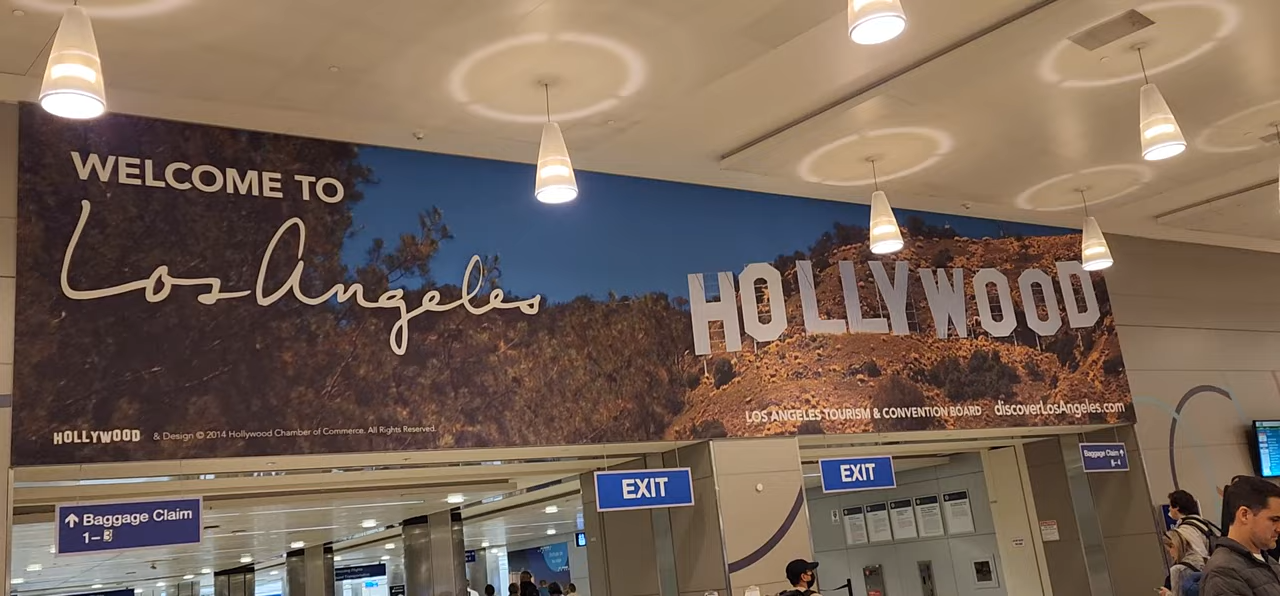 WELCOME TO
Los Angeles
HOLLYWOOD
LOS ANGELES TOURISM & CONVENTION BOARD discoverLosAngeles.com
HOLLYWOOD & Design © 2014 Hollywood Chamber of Commerce. All Rights Reserved.
Baggage Claim
1-3
EXIT
EXIT
Baggage Claim